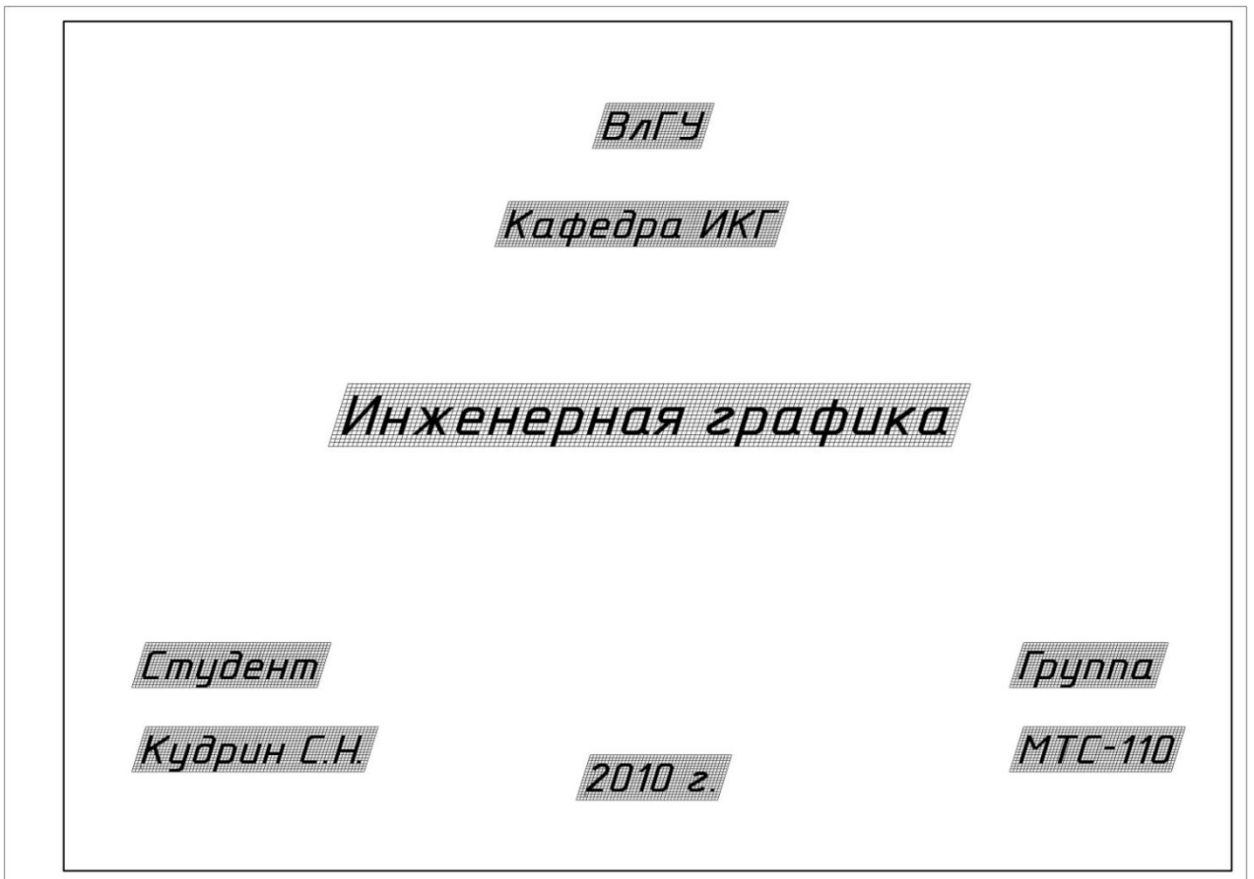 ВлГУ
Кафедра ИКГ
Инженерная графика
Студент
Группа
Кудрин С.Н.
МТС-110
2010 г.